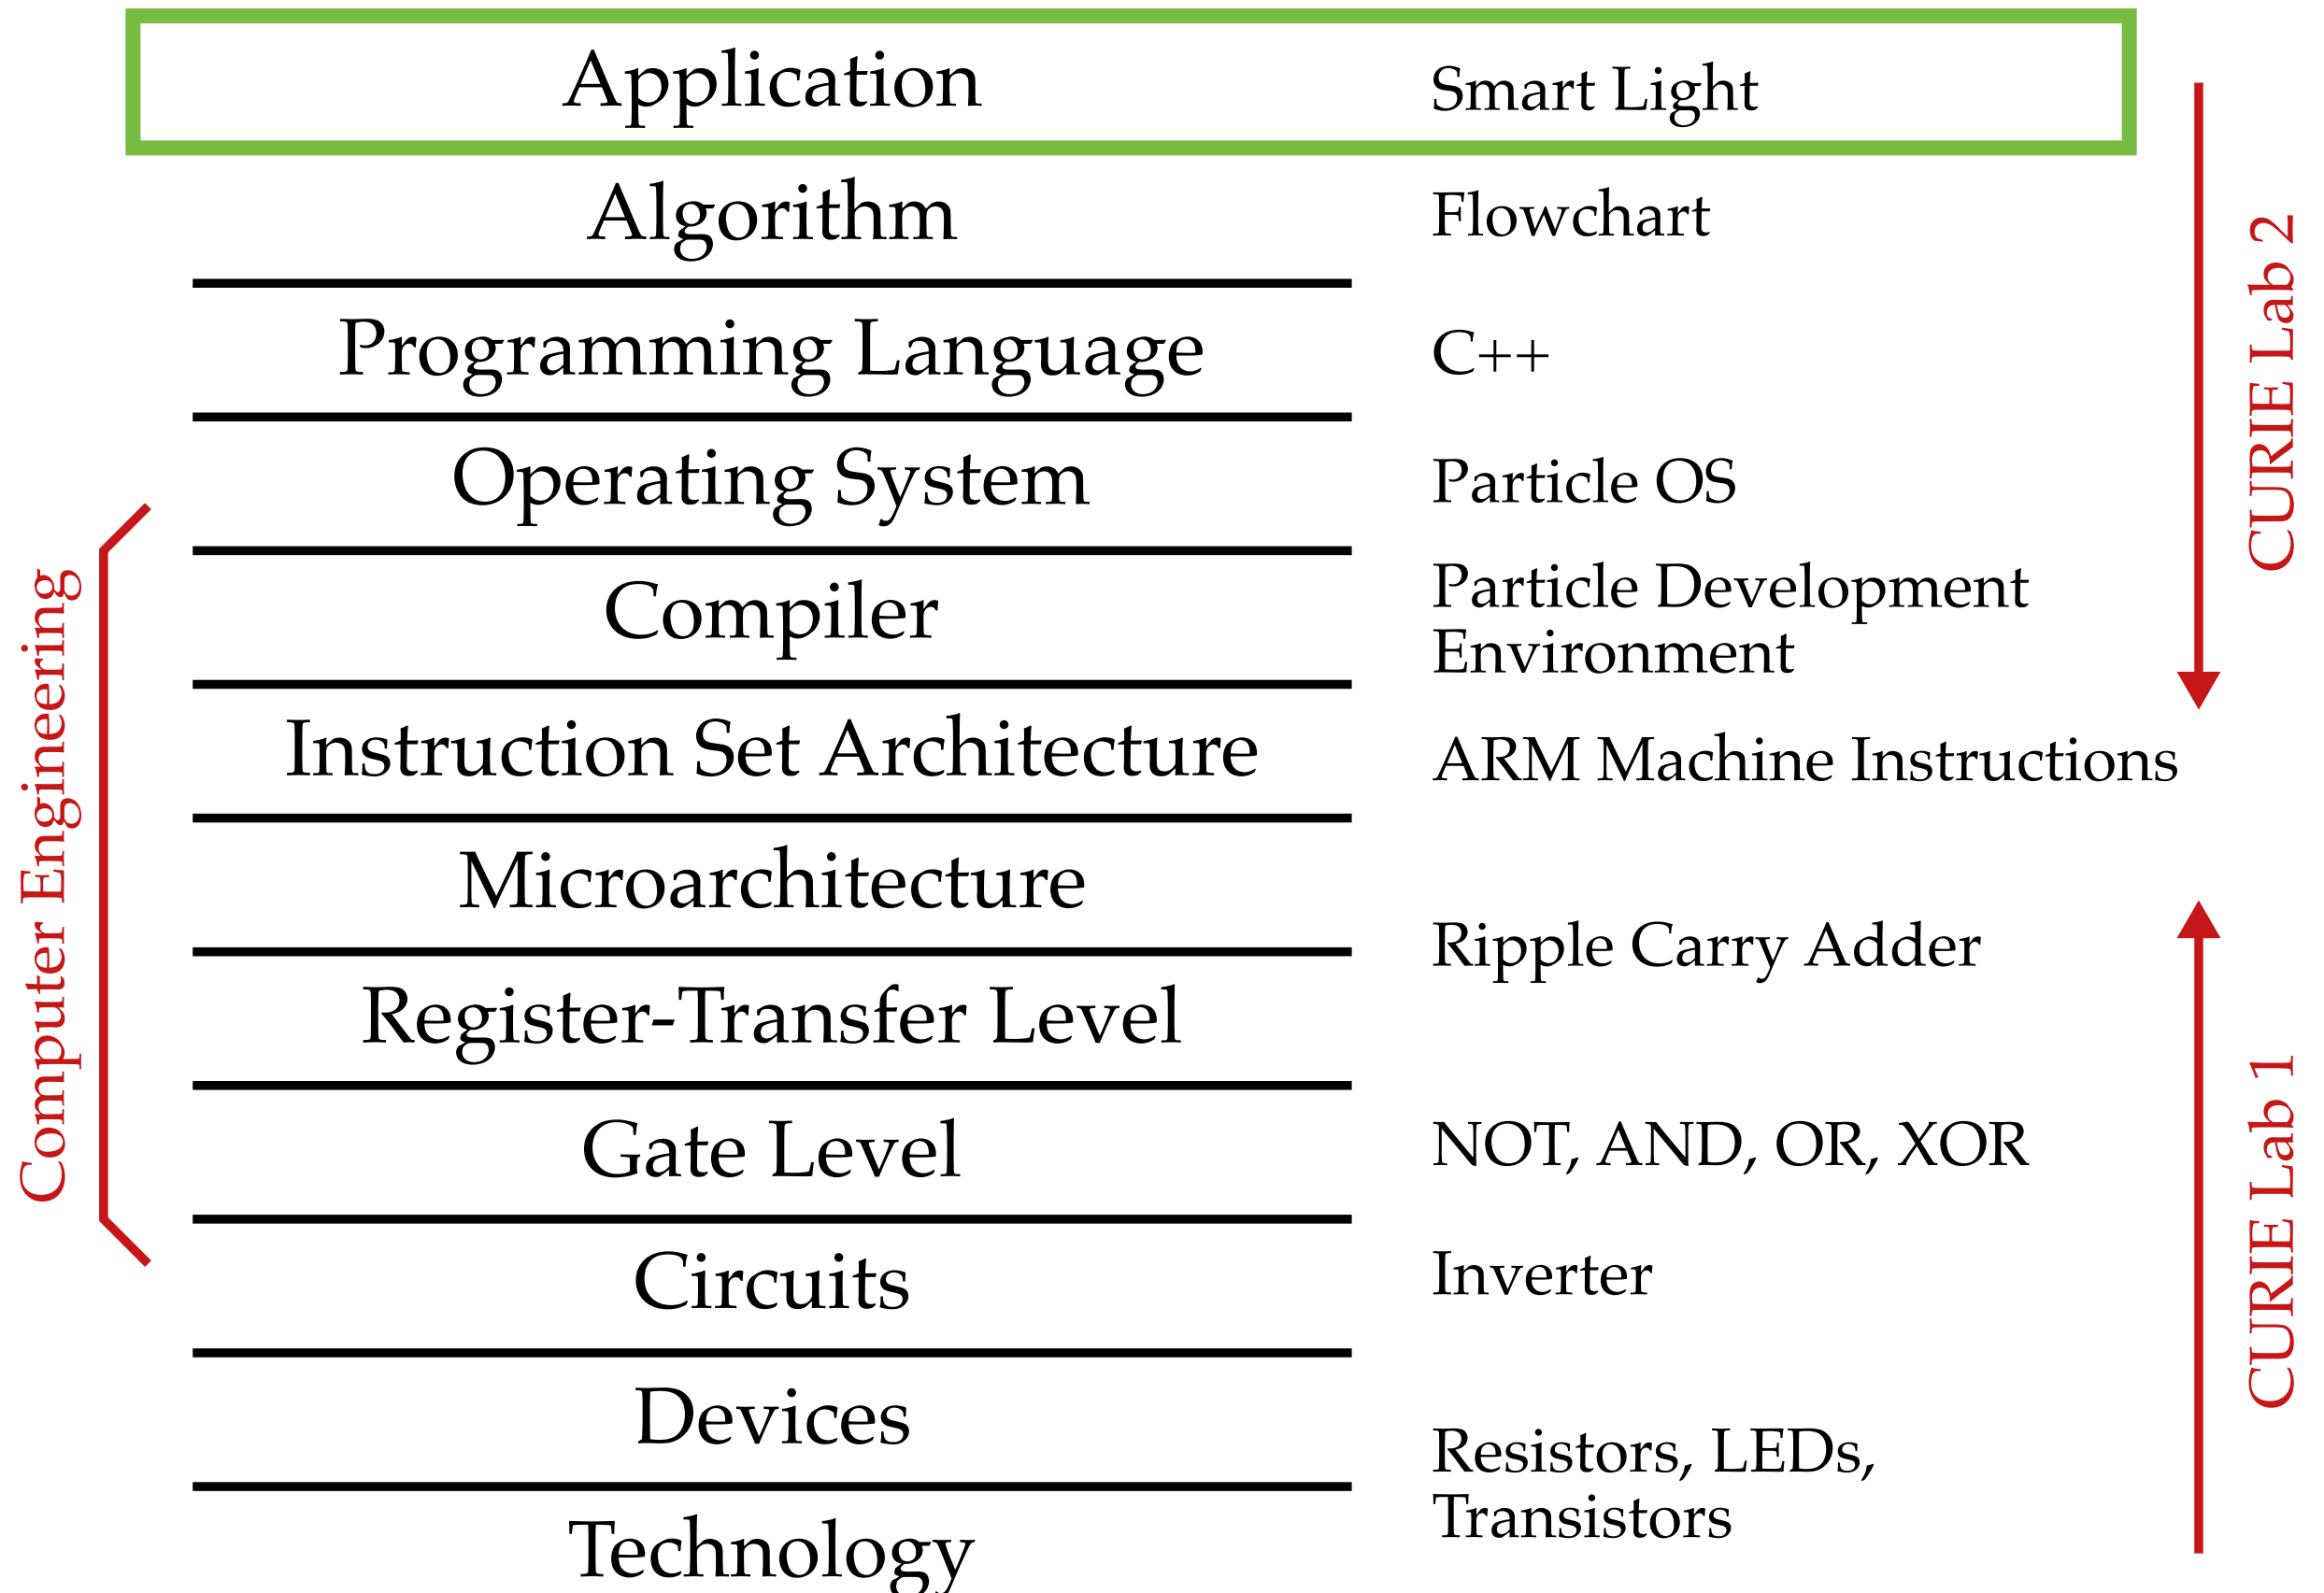 Application
Smart Light
Algorithm
Flowchart
Programming Language
C++
Operating System
Particle OS
Compiler
Particle Development
Environment
Instruction Set Architecture
ARM Machine Instructions
Microarchitecture
Ripple Carry Adder
Register-Transfer Level
Gate Level
NOT, AND, OR, XOR
Circuits
Inverter
Devices
Resistors, LEDs,
Transistors
Technology
Computer Engineering
CURIE Lab 2
CURIE Lab 1